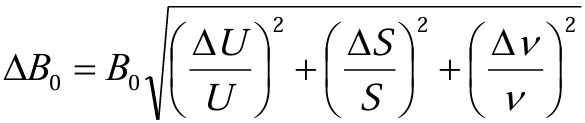 ΔB₀ = B₀√((ΔU/U)² + (ΔS/S)² + (Δν/ν)²)